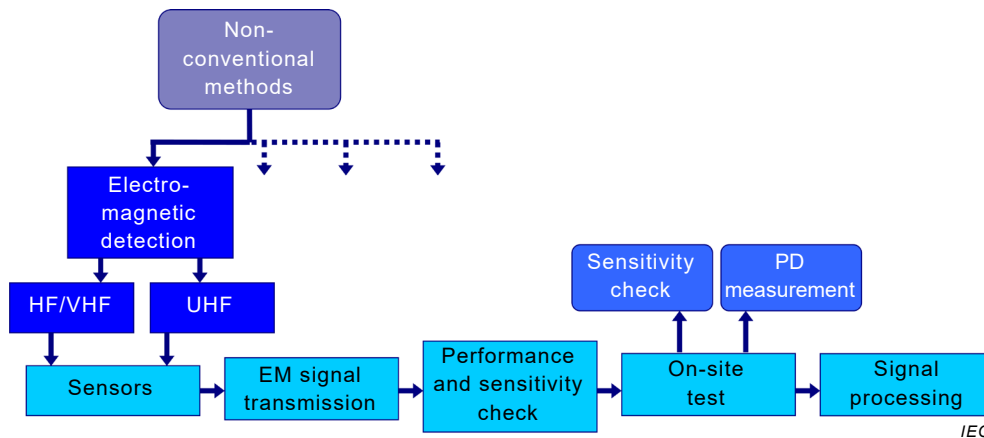 Non-
conventional
methods
Electro-
magnetic
detection
HF/VHF
UHF
Sensitivity
check
PD
measurement
Sensors
EM signal
transmission
Performance
and sensitivity
check
On-site
test
Signal
processing
IEC